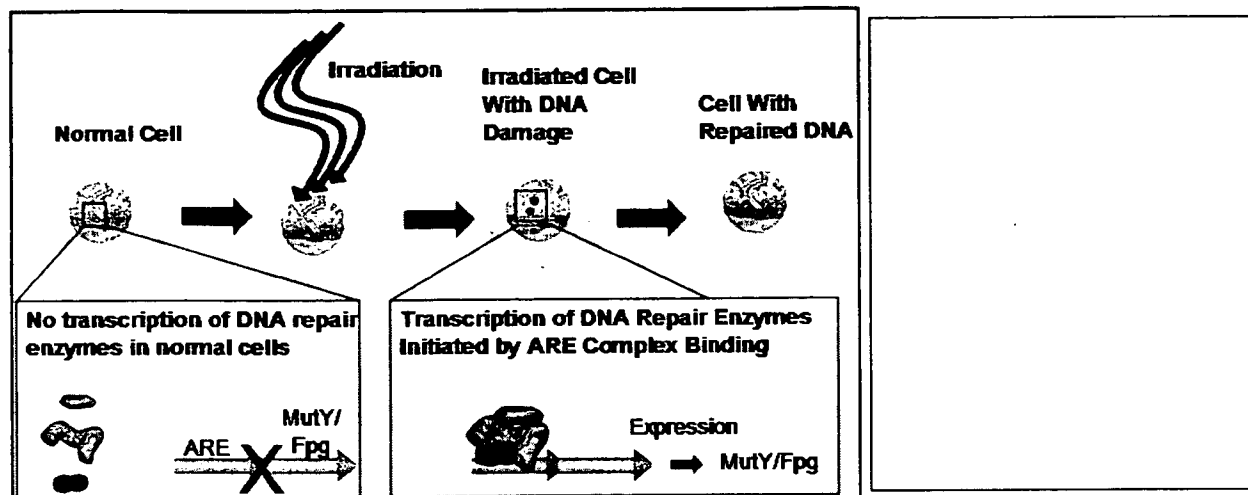 Irradiation
Normal Cell
Irradiated Cell
With DNA
Damage
Cell With
Repaired DNA
No transcription of DNA repair
enzymes in normal cells
ARE
MutY/
Fpg
Transcription of DNA Repair Enzymes
Initiated by ARE Complex Binding
Expression
MutY/Fpg